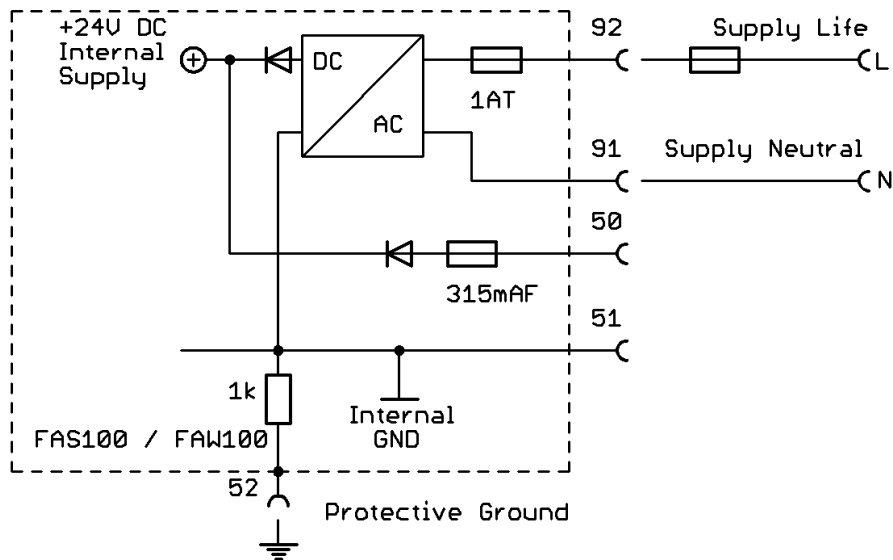 +24V DC
Internal
Supply
92
Supply Life
DC
L
AC
1AT
91
Supply Neutral
N
50
315mAF
51
1k
Internal
GND
FAS100 / FAW100
52
Protective Ground